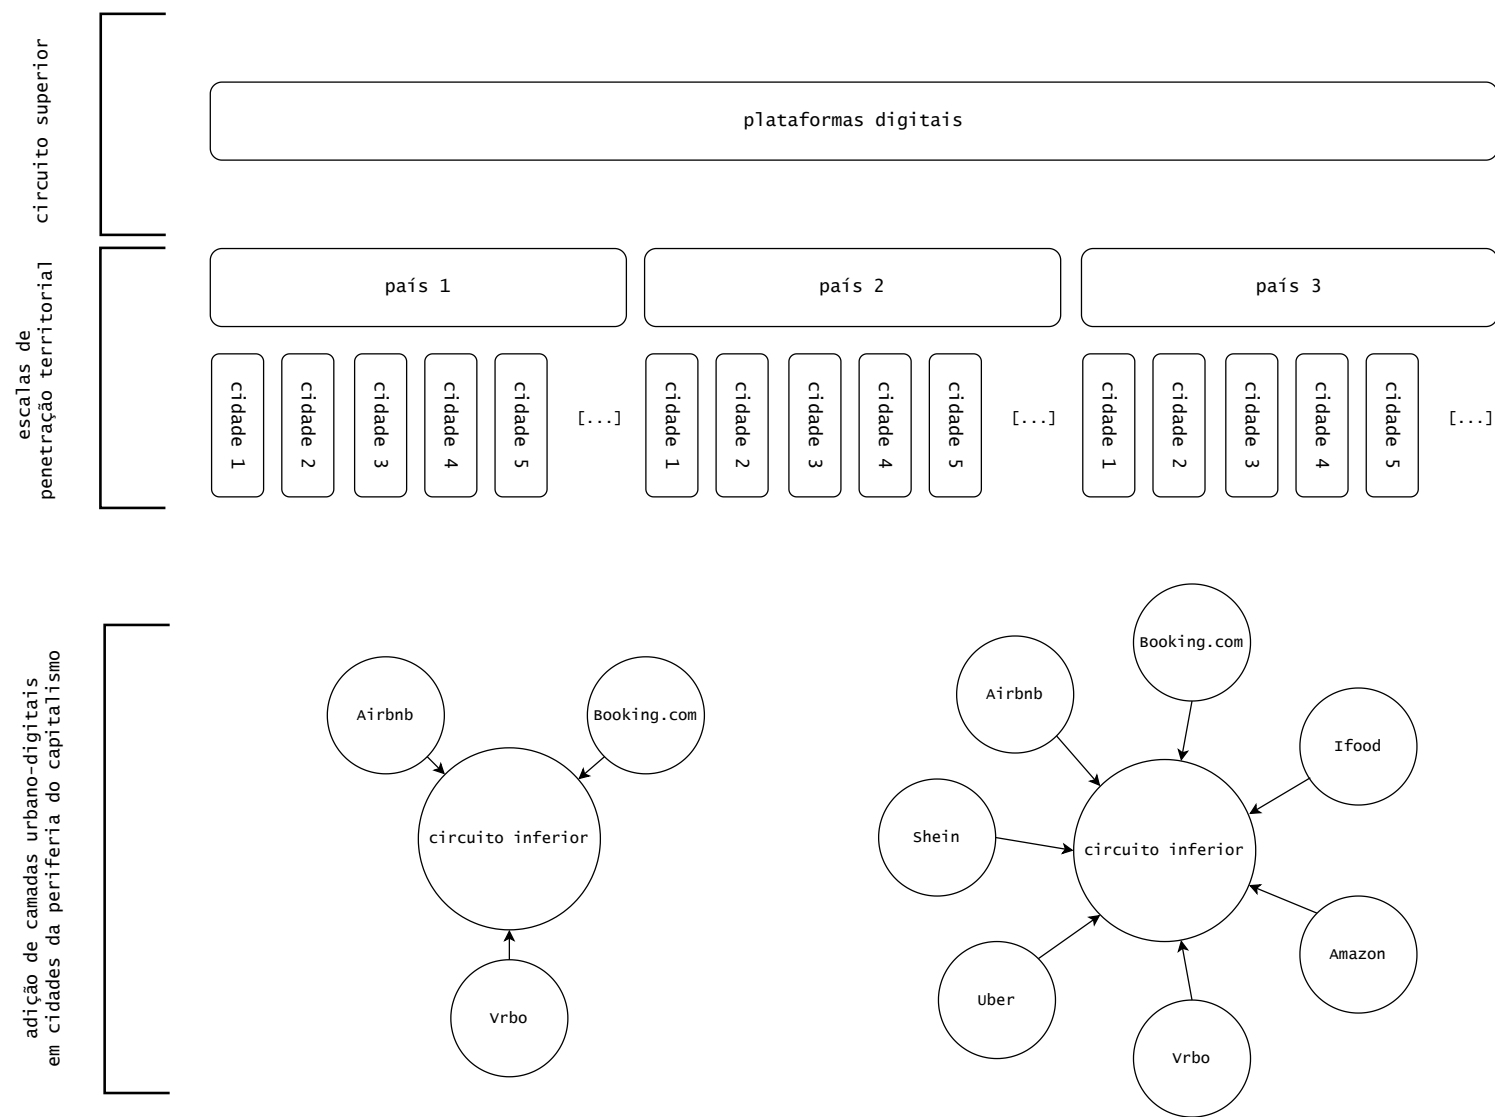 circuito superior
plataformas digitais
escalas de
penetração territorial
país 1
país 2
país 3
cidade 1
cidade 2
cidade 3
cidade 4
cidade 5
[...]
cidade 1
cidade 2
cidade 3
cidade 4
cidade 5
[...]
cidade 1
cidade 2
cidade 3
cidade 4
cidade 5
[...]
adição de camadas urbano-digitais
em cidades da periferia do capitalismo
Airbnb
Booking.com
circuito inferior
Vrbo
Booking.com
Airbnb
Ifood
Shein
circuito inferior
Amazon
Uber
Vrbo